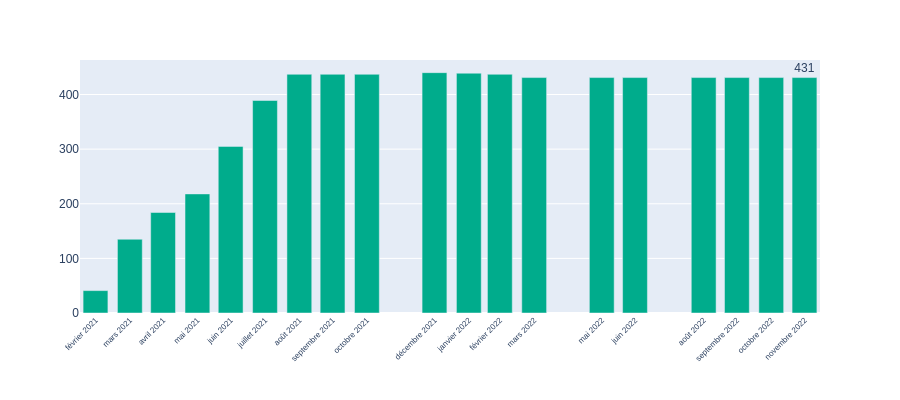 431
400
300
200
100
0
février 2021
mars 2021
avril 2021
mai 2021
juin 2021
juillet 2021
août 2021
septembre 2021
octobre 2021
décembre 2021
janvier 2022
février 2022
mars 2022
mai 2022
juin 2022
août 2022
septembre 2022
octobre 2022
novembre 2022